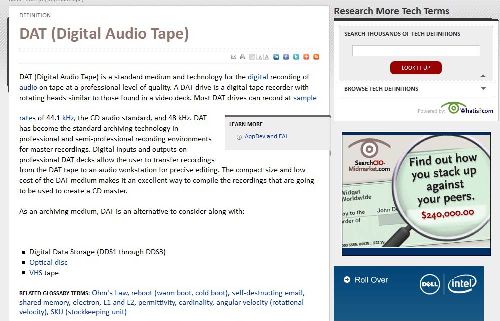 DEFINITION
DAT (Digital Audio Tape)
DAT (Digital Audio Tape) is a standard medium and technology for the digital recording of
audio on tape at a professional level of quality. A DAT drive is a digital tape recorder with
rotating heads similar to those found in a video deck. Most DAT drives can record at sample
rates of 44.1 kHz, the CD audio standard, and 48 kHz. DAT
has become the standard archiving technology in
professional and semi-professional recording environments
for master recordings. Digital inputs and outputs on
professional DAT decks allow the user to transfer recordings
from the DAT tape to an audio workstation for precise editing. The compact size and low
cost of the DAT medium makes it an excellent way to compile the recordings that are going
to be used to create a CD master.
LEARN MORE
AppDev and EAI
As an archiving medium, DAT is an alternative to consider along with:
Digital Data Storage (DDS1 through DDS3)
Optical disc
VHS tape
RELATED GLOSSARY TERMS: Ohm's Law, reboot (warm boot, cold boot), self-destructing email,
shared memory, electron, E1 and E2, permittivity, cardinality, angular velocity (rotational
velocity), SKU (stockkeeping unit)
Research More Tech Terms
SEARCH THOUSANDS OF TECH DEFINITIONS
LOOK IT UP
BROWSE TECH DEFINITIONS
Powered by:
WhatIs.com
SearchCIO-
Midmarket.com
Widget
Worldwide
ay to the
order of
John D
Find out how
you stack up
against
your peers.
$240,000.00
Roll Over
DELL
intel